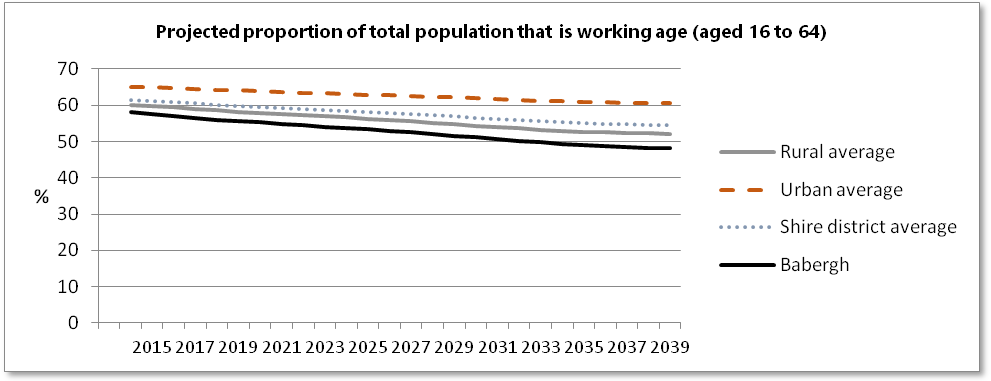 Projected proportion of total population that is working age (aged 16 to 64)
70
60
50
40
30
20
10
0
%
2015 2017 2019 2021 2023 2025 2027 2029 2031 2033 2035 2037 2039
Rural average
Urban average
Shire district average
Babergh